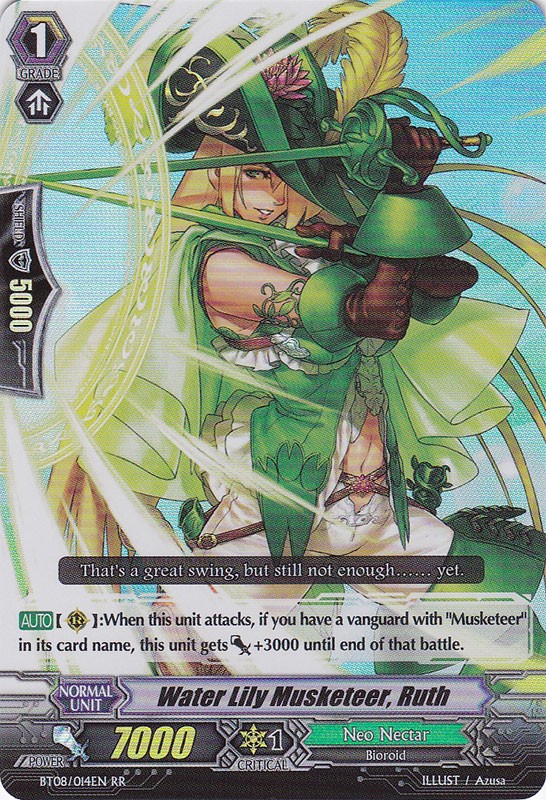 1
GRADE
SHIELD
5000
That's a great swing, but still not enough...... yet.
AUTO【 R 】:When this unit attacks, if you have a vanguard with "Musketeer"
in its card name, this unit gets +3000 until end of that battle.
NORMAL
UNIT
Water Lily Musketeer, Ruth
POWER
7000
1
CRITICAL
Neo Nectar
Bioroid
BT08/014EN RR
ILLUST / Azusa